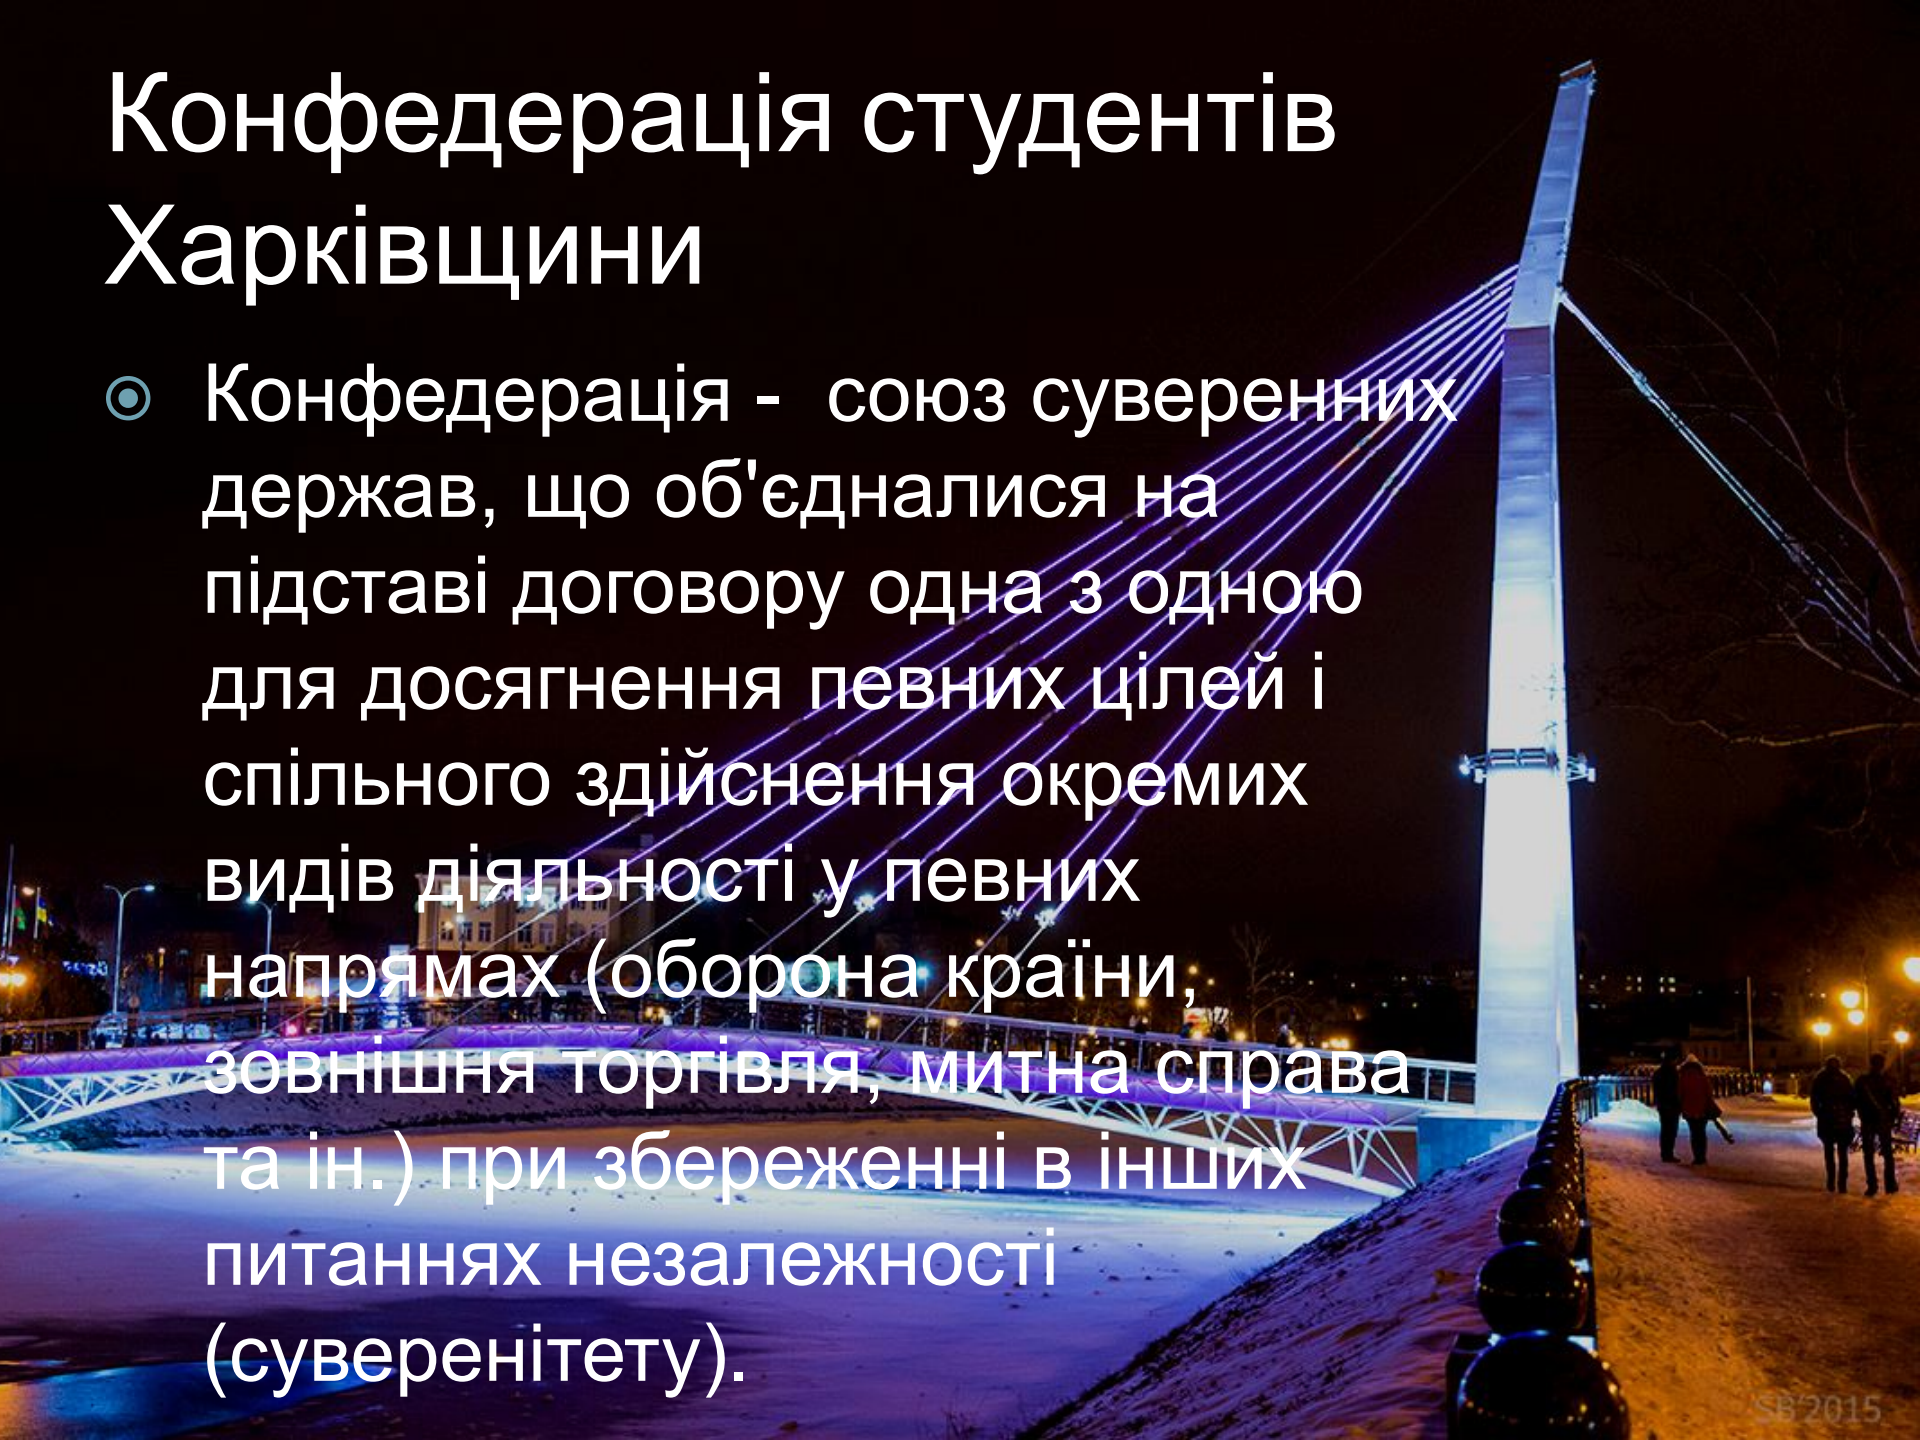 Конфедерація студентів
Харківщини
Конфедерація - союз суверенних
держав, що об'єдналися на
підставі договору одна з одною
для досягнення певних цілей і
спільного здійснення окремих
видів діяльності у певних
напрямах (оборона країни,
зовнішня торгівля, митна справа
та ін.) при збереженні в інших
питаннях незалежності
(суверенітету).
SB'2015